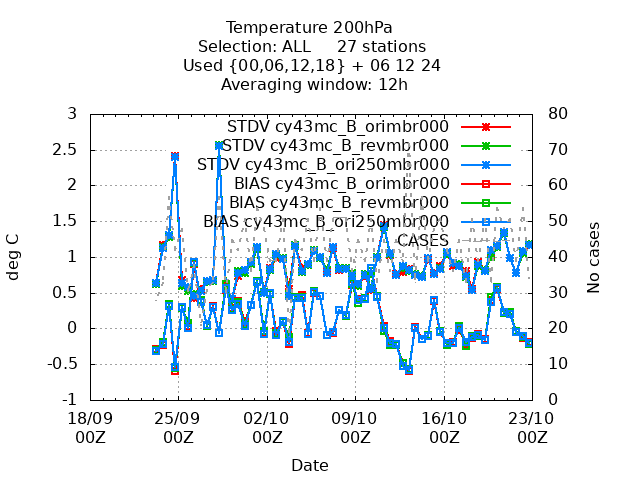 Temperature 200hPa
Selection: ALL 27 stations
Used {00,06,12,18} + 06 12 24
Averaging window: 12h
3 80
STDV cy43mc_B_orimbr000
2.5 70
STDV cy43mc_B_revmbr000
STDV cy43mc_B_ori250mbr000
2 60
BIAS cy43mc_B_orimbr000
BIAS cy43mc_B_revmbr000
1.5 50
BIAS cy43mc_B_ori250mbr000
CASES
1 40
0.5 30
0 20
-0.5 10
-1 0
deg C
No cases
18/09 25/09 02/10 09/10 16/10 23/10
00Z 00Z 00Z 00Z 00Z 00Z
Date